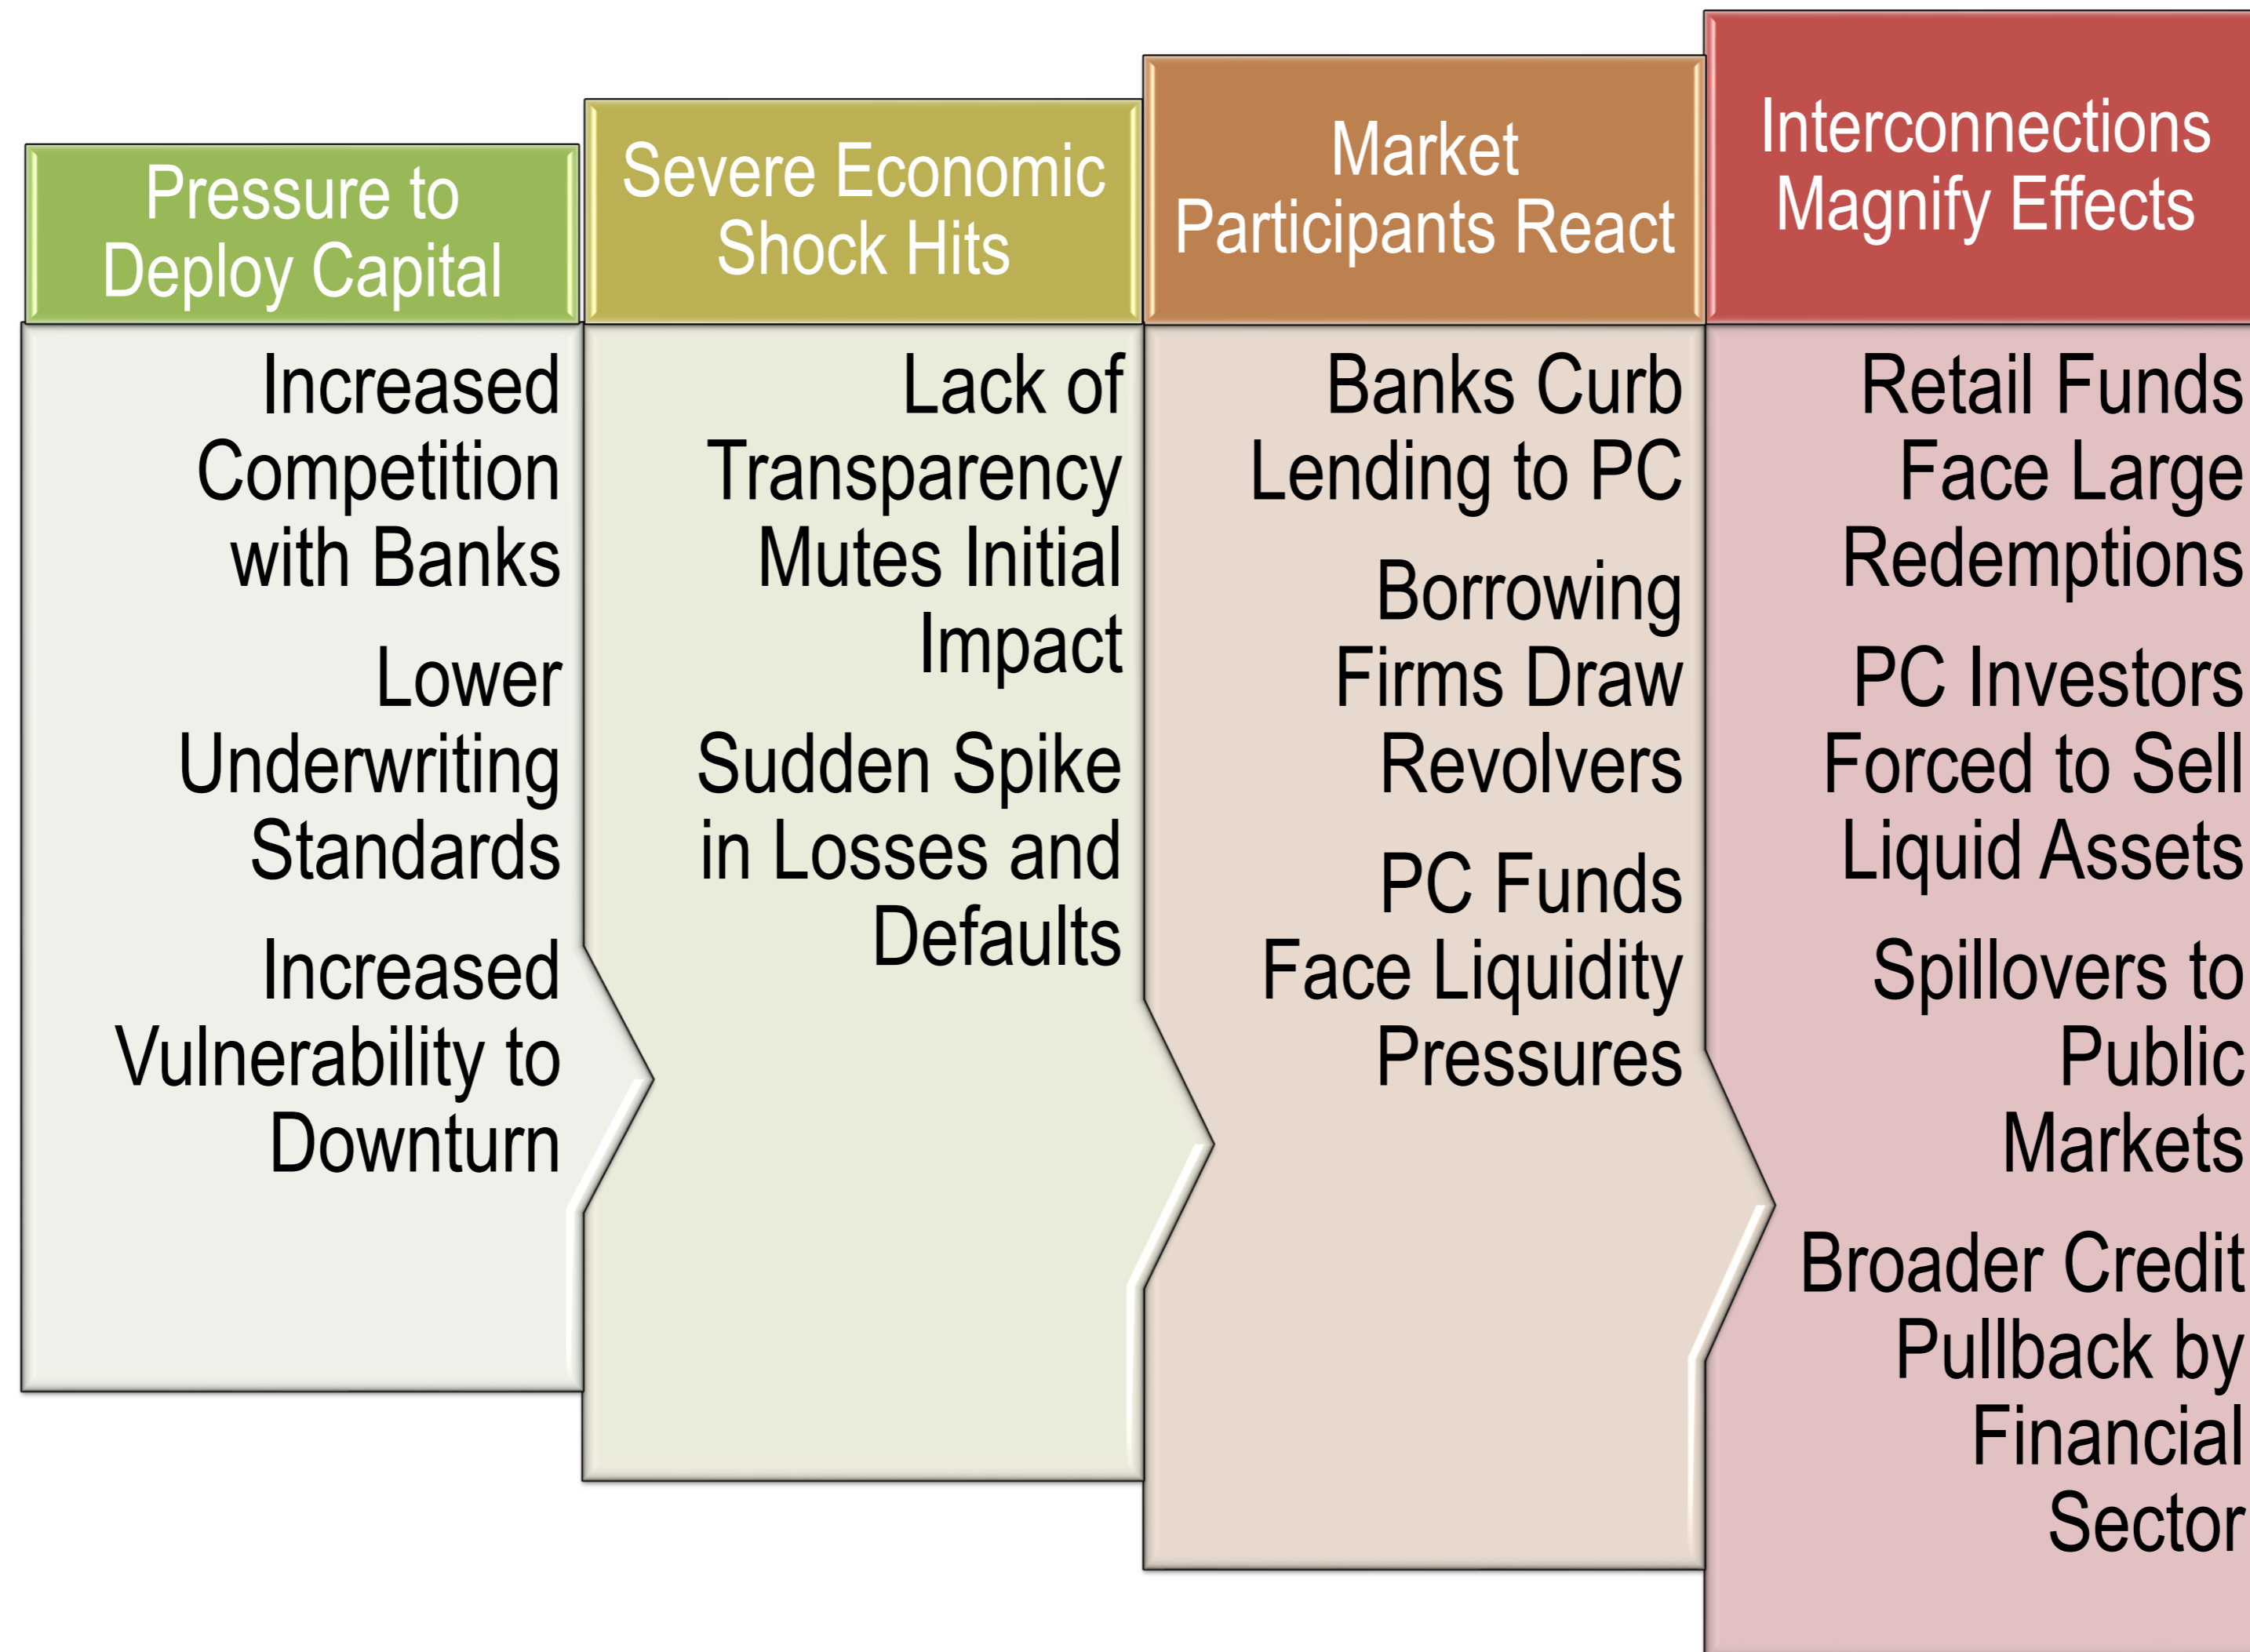 Pressure to
Deploy Capital
Increased
Competition
with Banks
Lower
Underwriting
Standards
Increased
Vulnerability to
Downturn
Severe Economic
Shock Hits
Lack of
Transparency
Mutes Initial
Impact
Sudden Spike
in Losses and
Defaults
Market
Participants React
Banks Curb
Lending to PC
Borrowing
Firms Draw
Revolvers
PC Funds
Face Liquidity
Pressures
Interconnections
Magnify Effects
Retail Funds
Face Large
Redemptions
PC Investors
Forced to Sell
Liquid Assets
Spillovers to
Public
Markets
Broader Credit
Pullback by
Financial
Sector